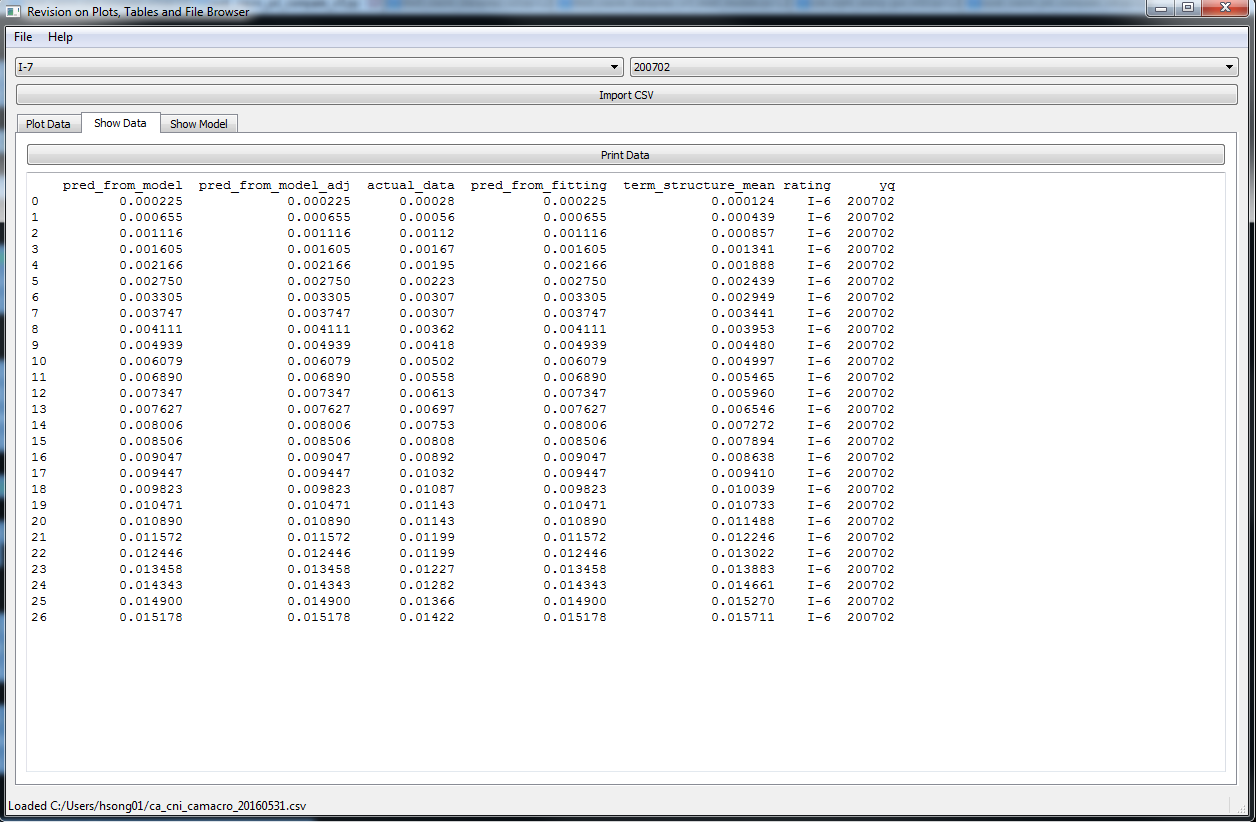 Revision on Plots, Tables and File Browser
File Help
I-7 200702
Import CSV
Plot Data Show Data Show Model
Print Data
pred_from_model pred_from_model_adj actual_data pred_from_fitting term_structure_mean rating yq
0 0.000225 0.000225 0.00028 0.000225 0.000124 I-6 200702
1 0.000655 0.000655 0.00056 0.000655 0.000439 I-6 200702
2 0.001116 0.001116 0.00112 0.001116 0.000857 I-6 200702
3 0.001605 0.001605 0.00167 0.001605 0.001341 I-6 200702
4 0.002166 0.002166 0.00195 0.002166 0.001888 I-6 200702
5 0.002750 0.002750 0.00223 0.002750 0.002439 I-6 200702
6 0.003305 0.003305 0.00307 0.003305 0.002949 I-6 200702
7 0.003747 0.003747 0.00307 0.003747 0.003441 I-6 200702
8 0.004111 0.004111 0.00362 0.004111 0.003953 I-6 200702
9 0.004939 0.004939 0.00418 0.004939 0.004480 I-6 200702
10 0.006079 0.006079 0.00502 0.006079 0.004997 I-6 200702
11 0.006890 0.006890 0.00558 0.006890 0.005465 I-6 200702
12 0.007347 0.007347 0.00613 0.007347 0.005960 I-6 200702
13 0.007627 0.007627 0.00697 0.007627 0.006546 I-6 200702
14 0.008006 0.008006 0.00753 0.008006 0.007272 I-6 200702
15 0.008506 0.008506 0.00808 0.008506 0.007894 I-6 200702
16 0.009047 0.009047 0.00892 0.009047 0.008638 I-6 200702
17 0.009447 0.009447 0.01032 0.009447 0.009410 I-6 200702
18 0.009823 0.009823 0.01087 0.009823 0.010039 I-6 200702
19 0.010471 0.010471 0.01143 0.010471 0.010733 I-6 200702
20 0.010890 0.010890 0.01143 0.010890 0.011488 I-6 200702
21 0.011572 0.011572 0.01199 0.011572 0.012246 I-6 200702
22 0.012446 0.012446 0.01199 0.012446 0.013022 I-6 200702
23 0.013458 0.013458 0.01227 0.013458 0.013883 I-6 200702
24 0.014343 0.014343 0.01282 0.014343 0.014661 I-6 200702
25 0.014900 0.014900 0.01366 0.014900 0.015270 I-6 200702
26 0.015178 0.015178 0.01422 0.015178 0.015711 I-6 200702
Loaded C:/Users/hsong01/ca_cni_camacro_20160531.csv